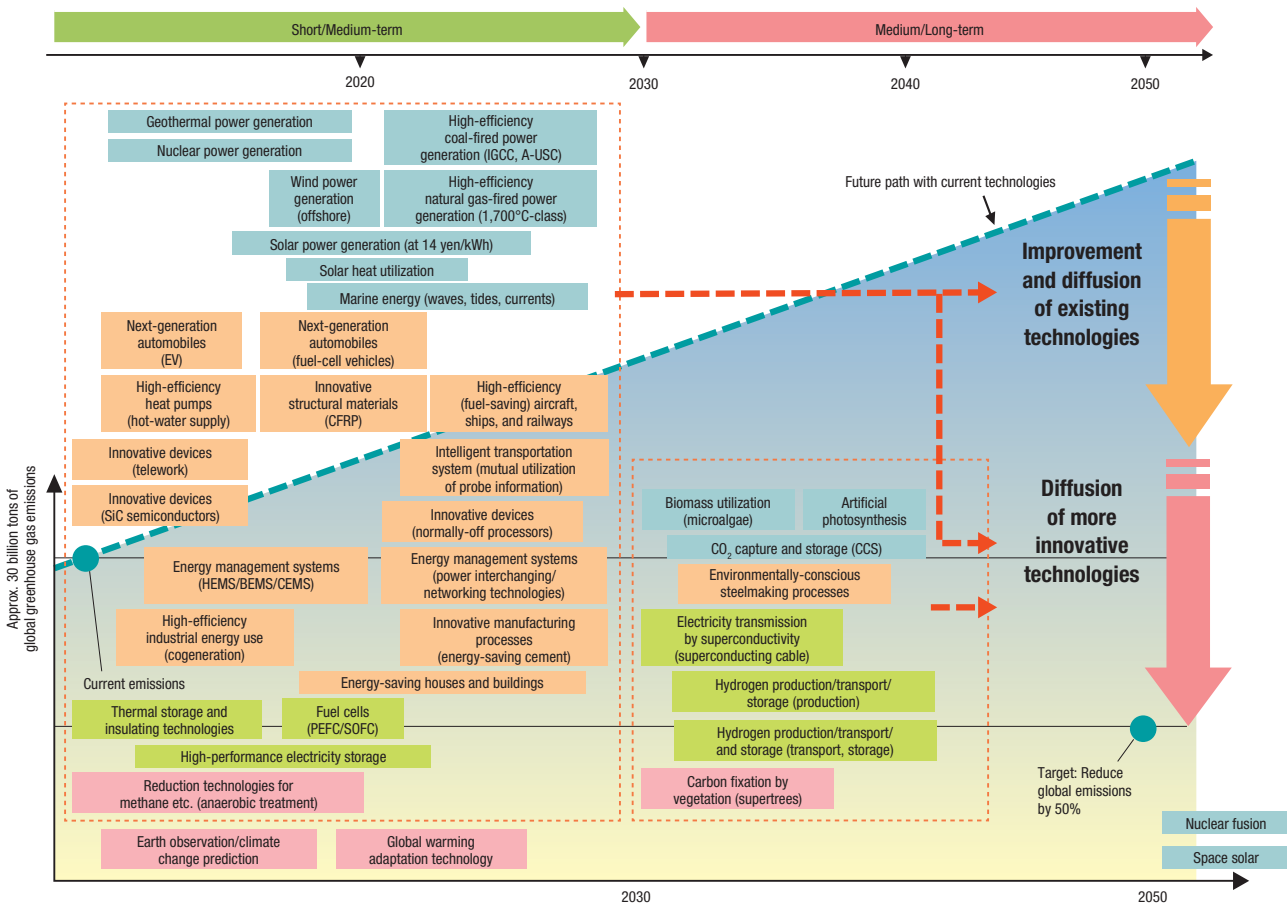 Short/Medium-term
Medium/Long-term
2020
2030
2040
2050
Geothermal power generation
Nuclear power generation
High-efficiency
coal-fired power
generation (IGCC, A-USC)
Wind power
generation
(offshore)
High-efficiency
natural gas-fired power
generation (1,700°C-class)
Solar power generation (at 14 yen/kWh)
Solar heat utilization
Marine energy (waves, tides, currents)
Next-generation
automobiles
(EV)
Next-generation
automobiles
(fuel-cell vehicles)
High-efficiency
heat pumps
(hot-water supply)
Innovative
structural materials
(CFRP)
High-efficiency
(fuel-saving) aircraft,
ships, and railways
Innovative devices
(telework)
Intelligent transportation
system (mutual utilization
of probe information)
Innovative devices
(SiC semiconductors)
Innovative devices
(normally-off processors)
Energy management systems
(HEMS/BEMS/CEMS)
Energy management systems
(power interchanging/
networking technologies)
High-efficiency
industrial energy use
(cogeneration)
Innovative manufacturing
processes
(energy-saving cement)
Energy-saving houses and buildings
Current emissions
Thermal storage and
insulating technologies
Fuel cells
(PEFC/SOFC)
High-performance electricity storage
Reduction technologies for
methane etc. (anaerobic treatment)
Earth observation/climate
change prediction
Global warming
adaptation technology
Approx. 30 billion tons of
global greenhouse gas emissions
Future path with current technologies
Improvement
and diffusion
of existing
technologies
Diffusion
of more
innovative
technologies
Biomass utilization
(microalgae)
Artificial
photosynthesis
CO₂ capture and storage (CCS)
Environmentally-conscious
steelmaking processes
Electricity transmission
by superconductivity
(superconducting cable)
Hydrogen production/transport/
storage (production)
Hydrogen production/transport/
and storage (transport, storage)
Carbon fixation by
vegetation (supertrees)
Target: Reduce
global emissions
by 50%
Nuclear fusion
Space solar
2030
2050